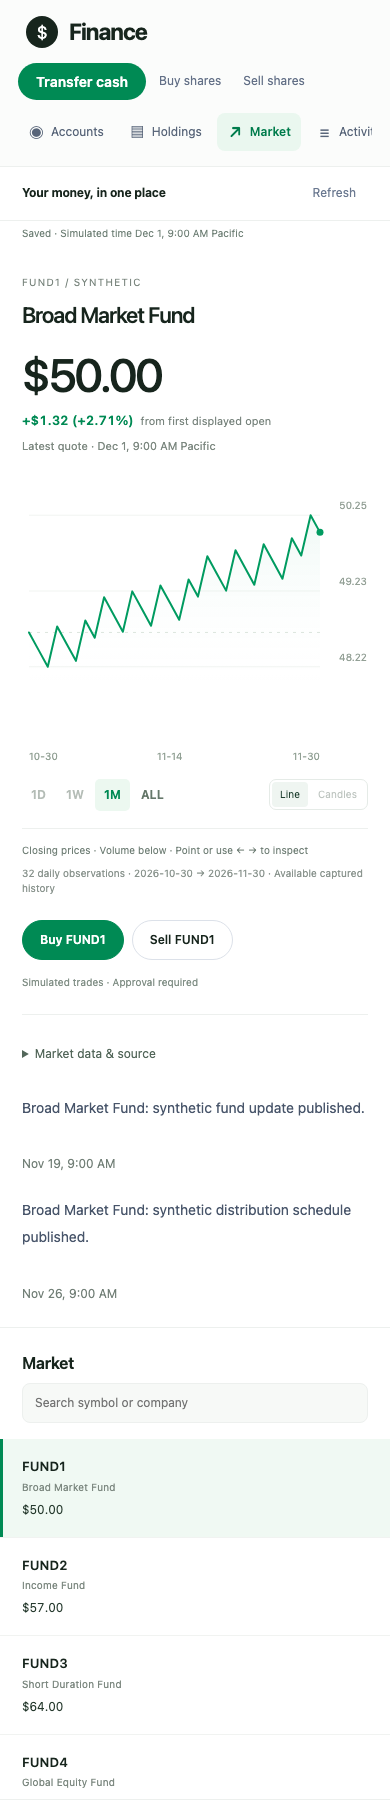 $ Finance
Transfer cash Buy shares Sell shares
Accounts Holdings Market Activit
Your money, in one place Refresh
Saved · Simulated time Dec 1, 9:00 AM Pacific
FUND1 / SYNTHETIC
Broad Market Fund
$50.00
+$1.32 (+2.71%) from first displayed open
Latest quote · Dec 1, 9:00 AM Pacific
50.25
49.23
48.22
10-30 11-14 11-30
1D 1W 1M ALL Line Candles
Closing prices · Volume below · Point or use ← → to inspect
32 daily observations · 2026-10-30 → 2026-11-30 · Available captured
history
Buy FUND1 Sell FUND1
Simulated trades · Approval required
Market data & source
Broad Market Fund: synthetic fund update published.
Nov 19, 9:00 AM
Broad Market Fund: synthetic distribution schedule
published.
Nov 26, 9:00 AM
Market
Search symbol or company
FUND1
Broad Market Fund
$50.00
FUND2
Income Fund
$57.00
FUND3
Short Duration Fund
$64.00
FUND4
Global Equity Fund